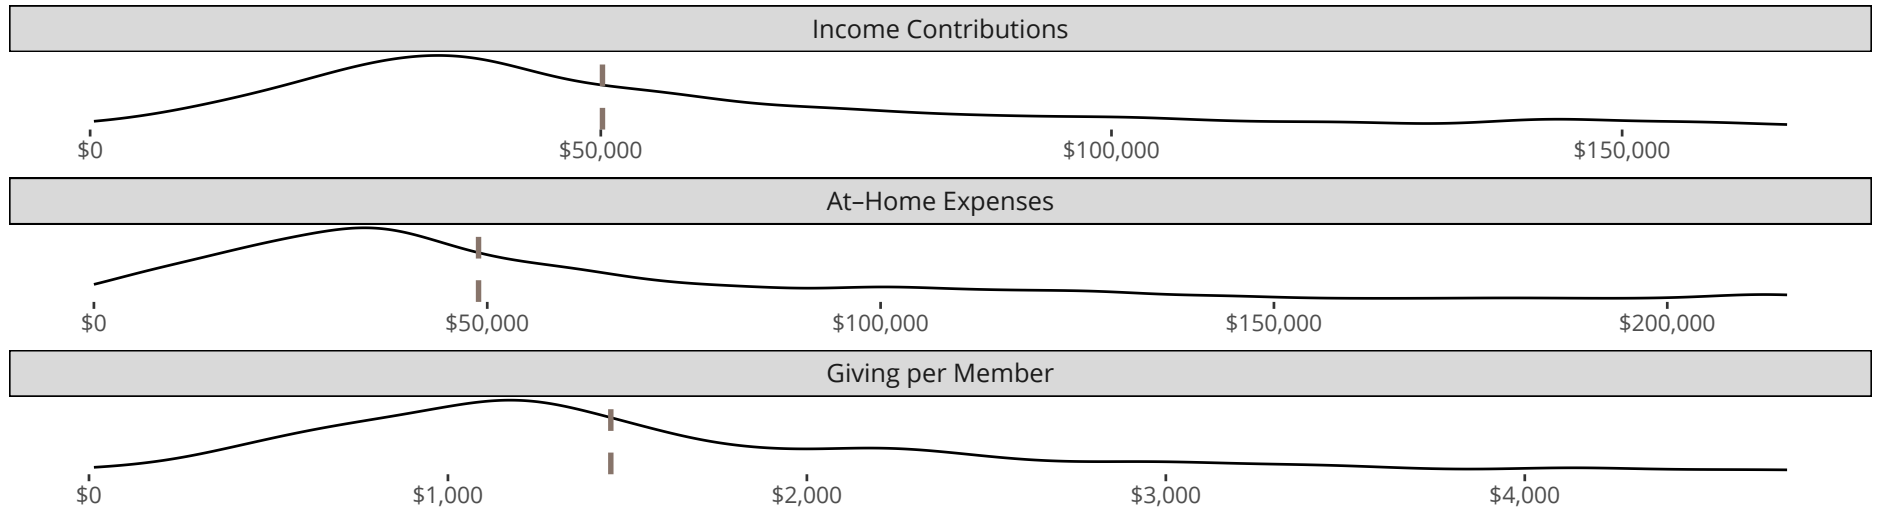 Income Contributions
$0 $50,000 $100,000 $150,000
At–Home Expenses
$0 $50,000 $100,000 $150,000 $200,000
Giving per Member
$0 $1,000 $2,000 $3,000 $4,000